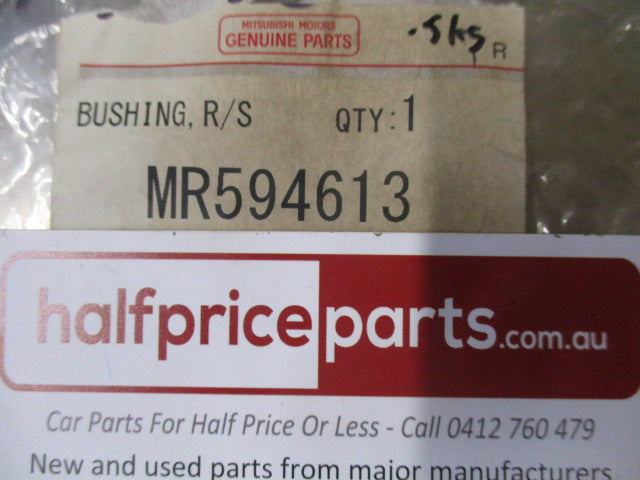 MITSUBISHI MOTORS
GENUINE PARTS
.5kg
R
BUSHING, R/S QTY:1
MR594613
halfpriceparts.com.au
Car Parts For Half Price Or Less - Call 0412 760 479
New and used parts from major manufacturers